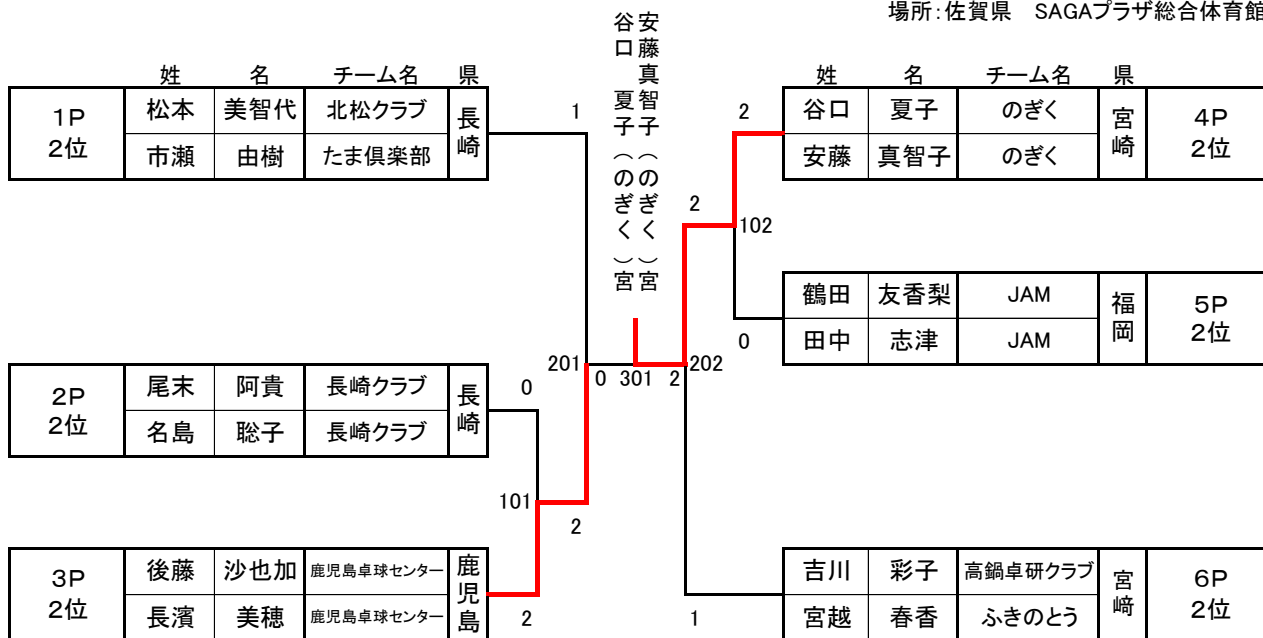 場所：佐賀県　SAGAプラザ総合体育館
安藤真智子（のぎく）宮
谷口　夏子（のぎく）宮
姓 名 チーム名 県
1P 2位
松本 美智代 北松クラブ 長崎
市瀬 由樹 たま倶楽部
1
2P 2位
尾末 阿貴 長崎クラブ 長崎
名島 聡子 長崎クラブ
0
3P 2位
後藤 沙也加 鹿児島卓球センター 鹿児島
長濱 美穂 鹿児島卓球センター
2
101
2
201
0 301 2
202
姓 名 チーム名 県
谷口 夏子 のぎく 宮崎
安藤 真智子 のぎく
4P 2位
2
2
102
鶴田 友香梨 JAM 福岡
田中 志津 JAM
5P 2位
0
吉川 彩子 高鍋卓研クラブ 宮﨑
宮越 春香 ふきのとう
6P 2位
1